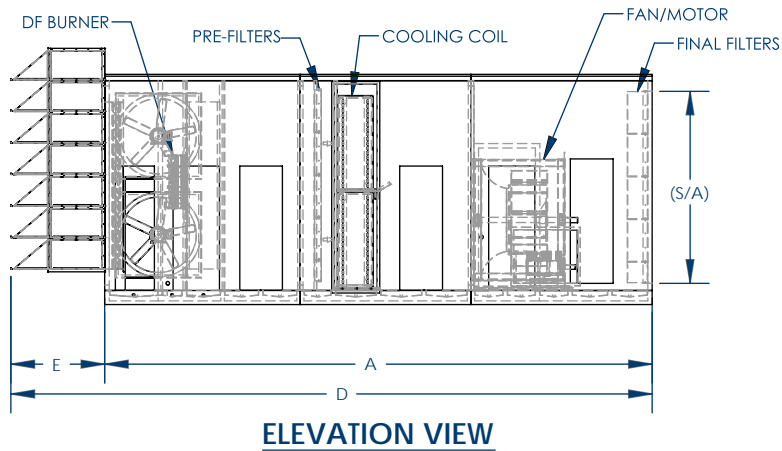 DF BURNER
PRE-FILTERS
COOLING COIL
FAN/MOTOR
FINAL FILTERS
(S/A)
E
A
D
ELEVATION VIEW